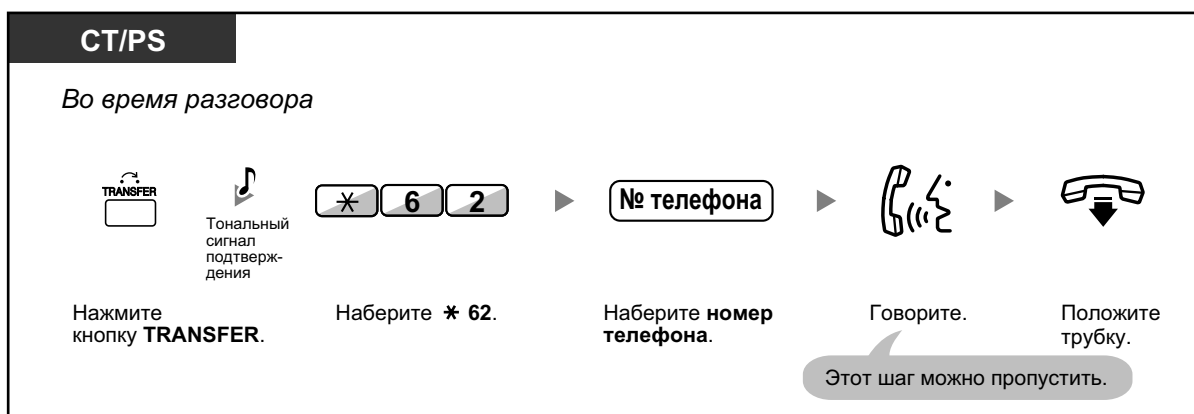 CT/PS
Во время разговора
TRANSFER
Тональный
сигнал
подтверж-
дения
* 6 2
№ телефона
Нажмите
кнопку TRANSFER.
Наберите * 62.
Наберите номер
телефона.
Говорите.
Положите
трубку.
Этот шаг можно пропустить.